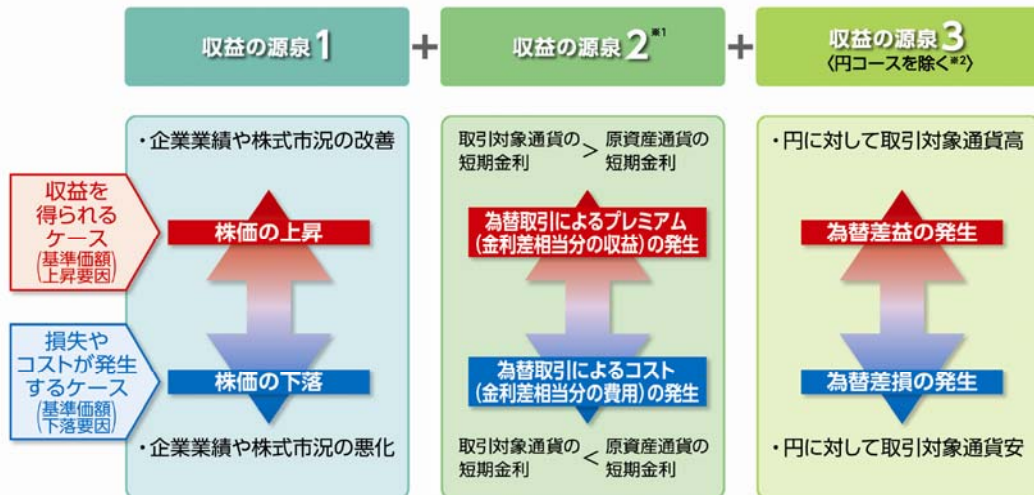 収益の源泉1
+
収益の源泉2※1
+
収益の源泉3
〈円コースを除く※2〉
収益を
得られる
ケース
(基準価額
上昇要因)
・企業業績や株式市況の改善
株価の上昇
取引対象通貨の
短期金利
>
原資産通貨の
短期金利
為替取引によるプレミアム
(金利差相当分の収益)の発生
・円に対して取引対象通貨高
為替差益の発生
損失や
コストが発生
するケース
(基準価額
下落要因)
株価の下落
・企業業績や株式市況の悪化
為替取引によるコスト
(金利差相当分の費用)の発生
取引対象通貨の
短期金利
<
原資産通貨の
短期金利
為替差損の発生
・円に対して取引対象通貨安